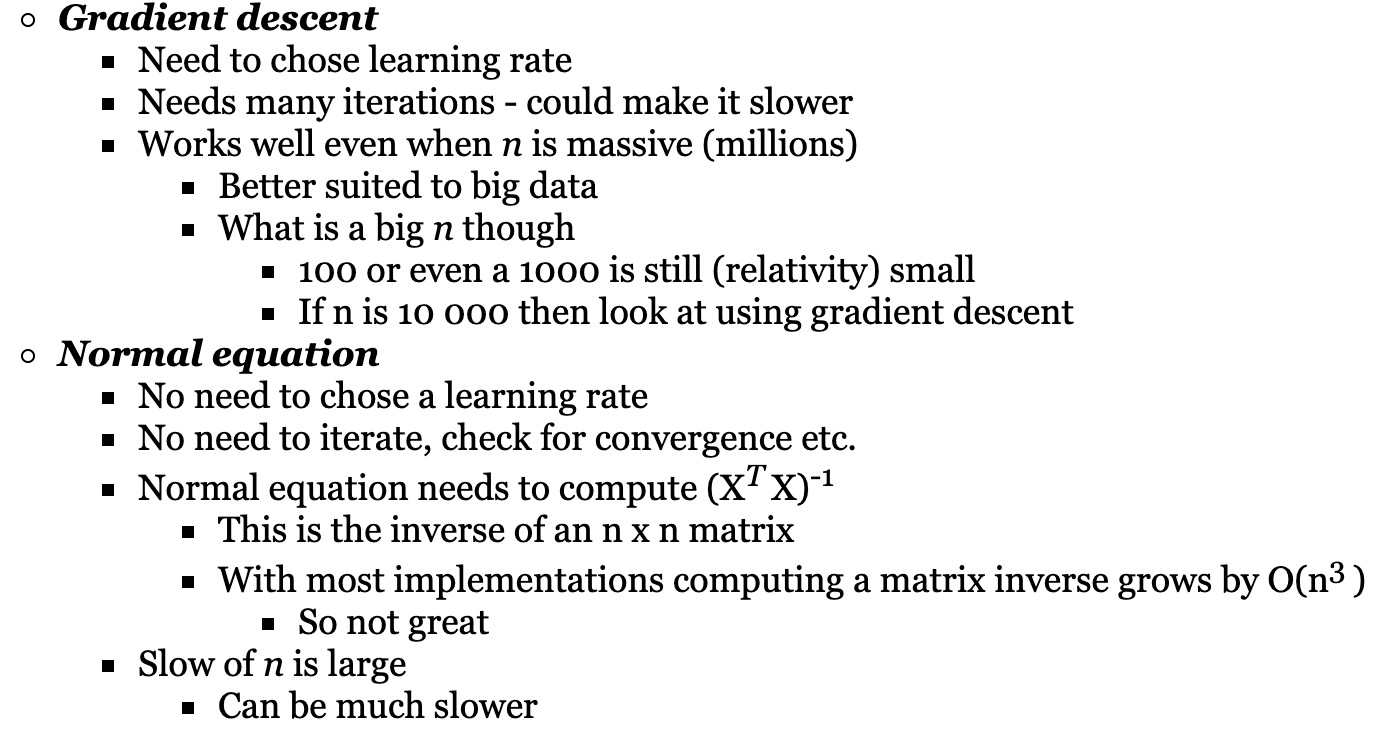 Gradient descent
Need to chose learning rate
Needs many iterations - could make it slower
Works well even when n is massive (millions)
Better suited to big data
What is a big n though
100 or even a 1000 is still (relativity) small
If n is 10 000 then look at using gradient descent
Normal equation
No need to chose a learning rate
No need to iterate, check for convergence etc.
Normal equation needs to compute (Xᵀ X)⁻¹
This is the inverse of an n x n matrix
With most implementations computing a matrix inverse grows by O(n³ )
So not great
Slow of n is large
Can be much slower